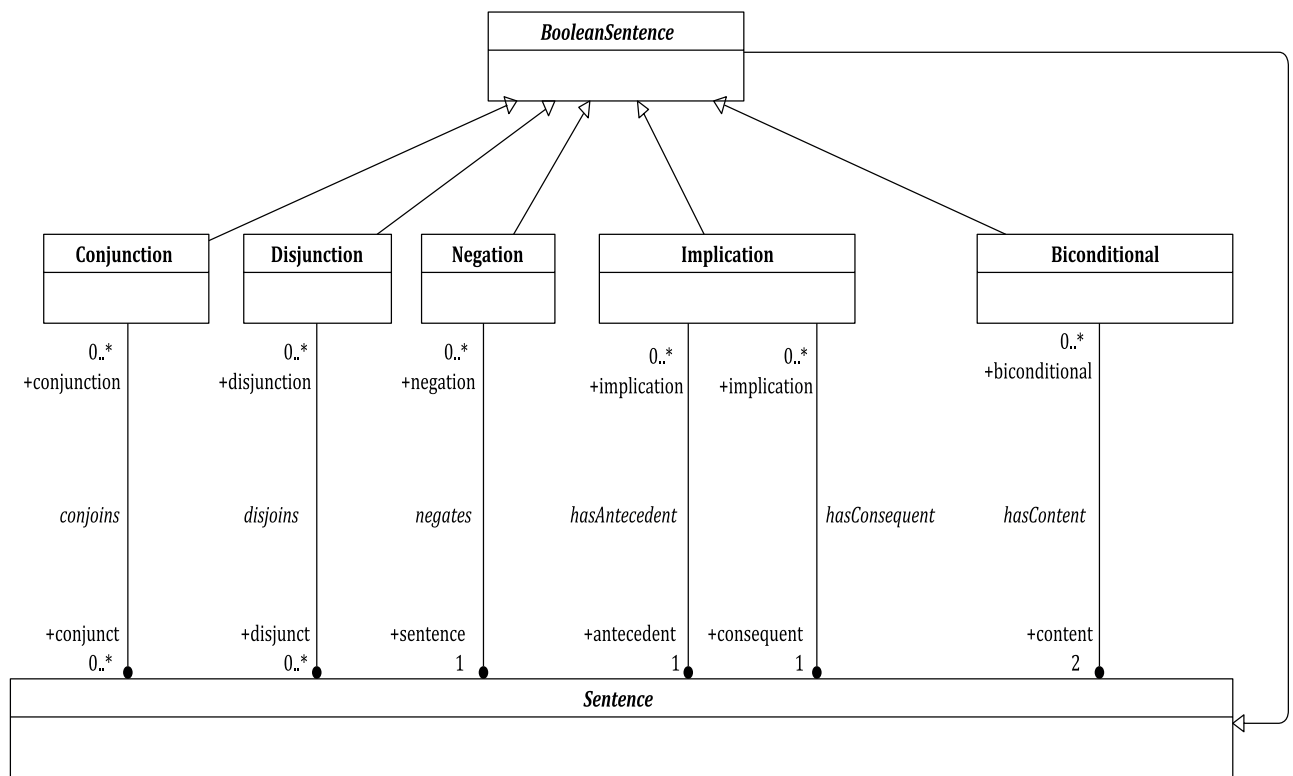 BooleanSentence
Conjunction
Disjunction
Negation
Implication
Biconditional
0..*
+conjunction
0..*
+disjunction
0..*
+negation
0..*
+implication
0..*
+implication
0..*
+biconditional
conjoins
disjoins
negates
hasAntecedent
hasConsequent
hasContent
+conjunct
0..*
+disjunct
0..*
+sentence
1
+antecedent
1
+consequent
1
+content
2
Sentence